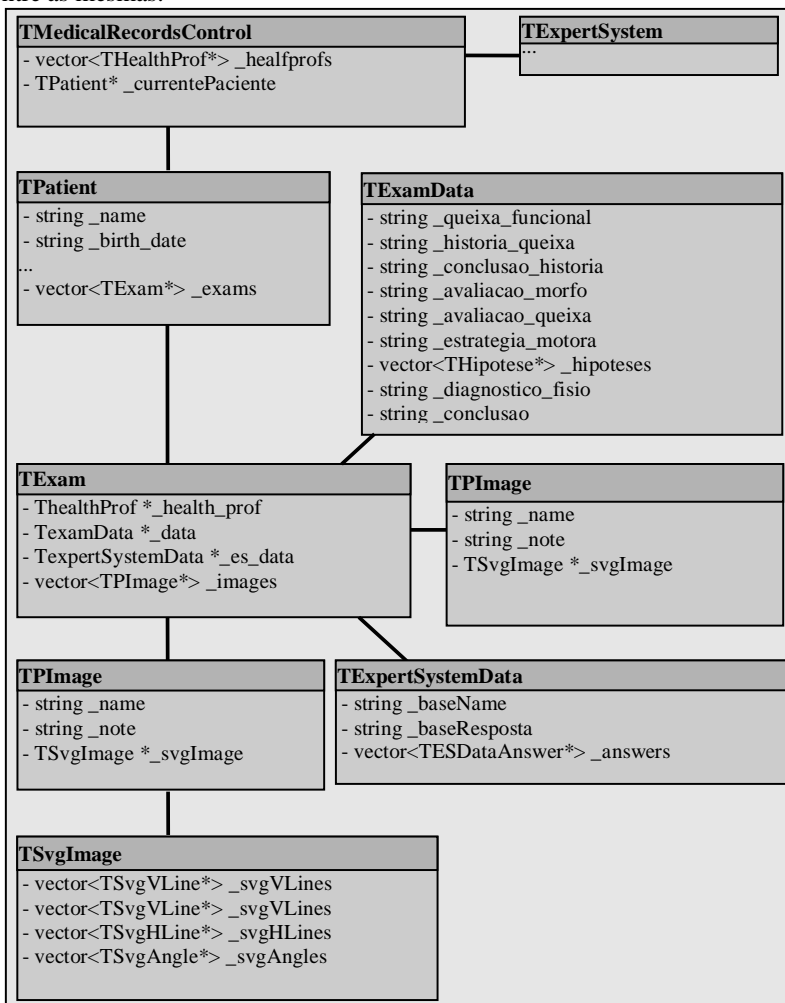 TMedicalRecordsControl
- vector<THealthProf*> _healfprofs
- TPatient* _currentePaciente
TExpertSystem
...
TPatient
- string _name
- string _birth_date
...
- vector<TExam*> _exams
TExamData
- string _queixa_funcional
- string _historia_queixa
- string _conclusao_historia
- string _avaliacao_morfo
- string _avaliacao_queixa
- string _estrategia_motora
- vector<THipotese*> _hipoteses
- string _diagnostico_fisio
- string _conclusao
TExam
- ThealthProf *_health_prof
- TexamData *_data
- TexpertSystemData *_es_data
- vector<TPImage*> _images
TPImage
- string _name
- string _note
- TSvgImage *_svgImage
TPImage
- string _name
- string _note
- TSvgImage *_svgImage
TExpertSystemData
- string _baseName
- string _baseResposta
- vector<TESDataAnswer*> _answers
TSvgImage
- vector<TSvgVLine*> _svgVLines
- vector<TSvgVLine*> _svgVLines
- vector<TSvgHLine*> _svgHLines
- vector<TSvgAngle*> _svgAngles